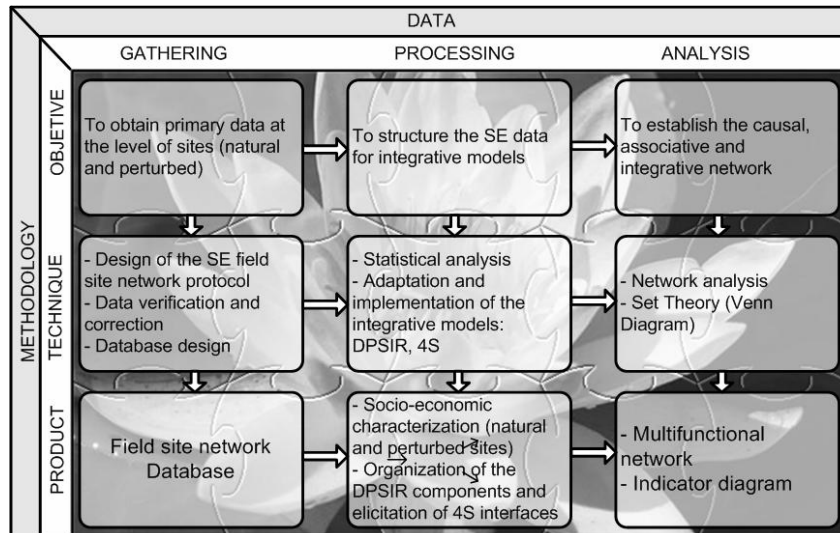 DATA
GATHERING
PROCESSING
ANALYSIS
METHODOLOGY
OBJETIVE
To obtain primary data at
the level of sites (natural
and perturbed)
To structure the SE data
for integrative models
To establish the causal,
associative and
integrative network
TECHNIQUE
- Design of the SE field
site network protocol
- Data verification and
correction
- Database design
- Statistical analysis
- Adaptation and
implementation of the
integrative models:
DPSIR, 4S
- Network analysis
- Set Theory (Venn
Diagram)
PRODUCT
Field site network
Database
- Socio-economic
characterization (natural
and perturbed sites)
- Organization of the
DPSIR components and
elicitation of 4S interfaces
- Multifunctional
network
- Indicator diagram